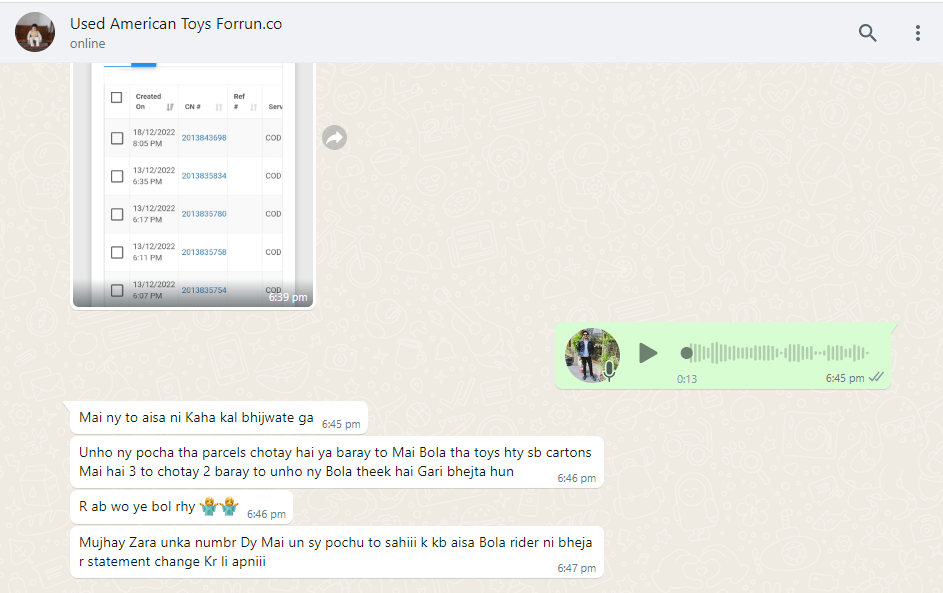 Used American Toys Forrun.co
online
Created On CN # Ref # Serv
18/12/2022 8:05 PM 2013843698 COD
13/12/2022 6:35 PM 2013835834 COD
13/12/2022 6:17 PM 2013835780 COD
13/12/2022 6:11 PM 2013835758 COD
13/12/2022 6:07 PM 2013835754 COD
6:39 pm
0:13 6:45 pm
Mai ny to aisa ni Kaha kal bhijwate ga 6:45 pm
Unho ny pocha tha parcels chotay hai ya baray to Mai Bola tha toys hty sb cartons
Mai hai 3 to chotay 2 baray to unho ny Bola theek hai Gari bhejta hun 6:46 pm
R ab wo ye bol rhy 🤷‍♀️🤷‍♀️ 6:46 pm
Mujhay Zara unka numbr Dy Mai un sy pochu to sahiii k kb aisa Bola rider ni bheja
r statement change Kr li apniii 6:47 pm